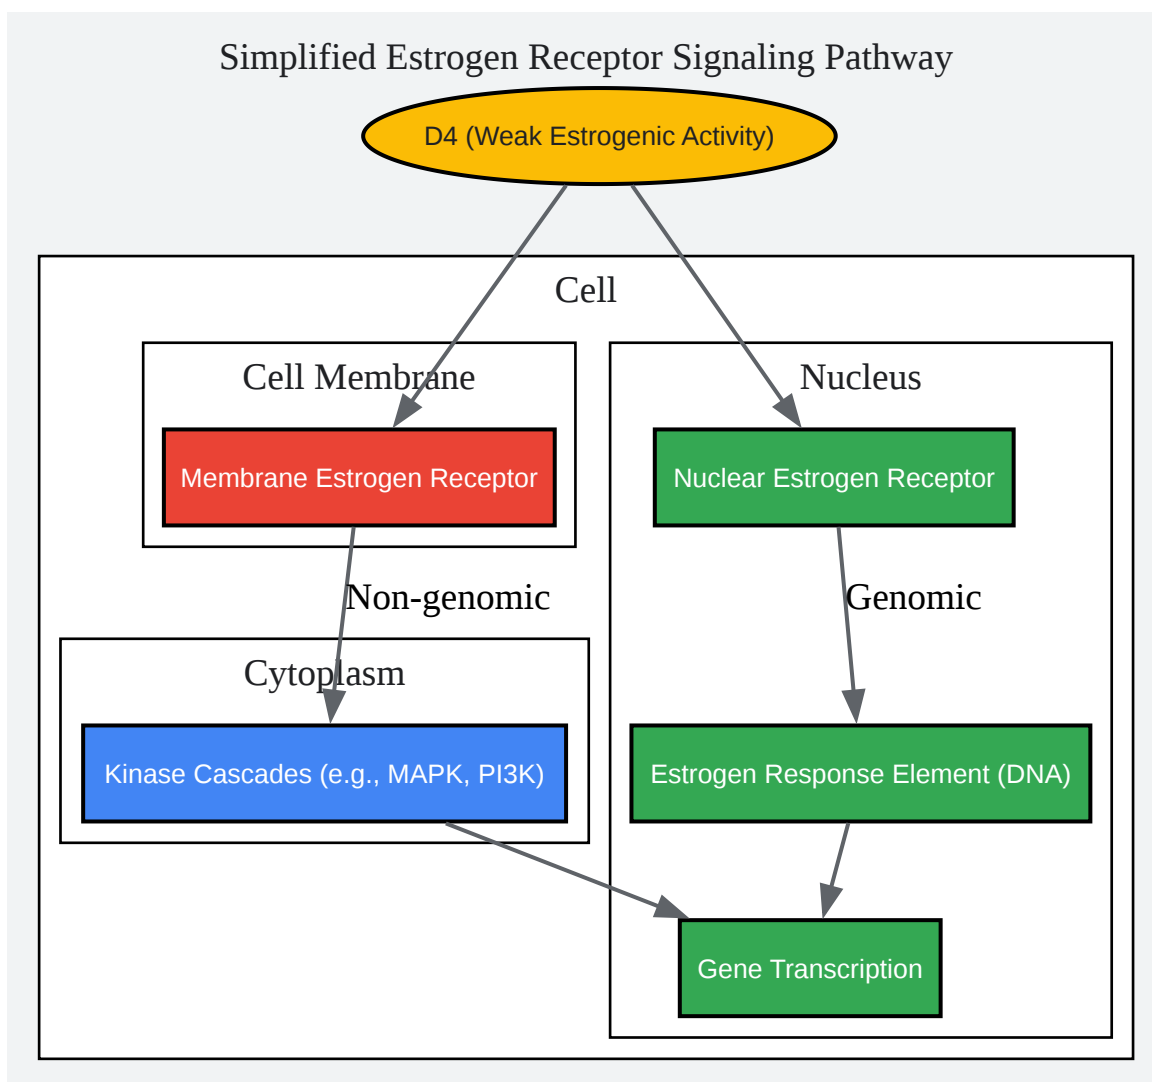 Simplified Estrogen Receptor Signaling Pathway
D4 (Weak Estrogenic Activity)
Cell
Cell Membrane
Nucleus
Membrane Estrogen Receptor
Nuclear Estrogen Receptor
Non-genomic
Genomic
Cytoplasm
Kinase Cascades (e.g., MAPK, PI3K)
Estrogen Response Element (DNA)
Gene Transcription